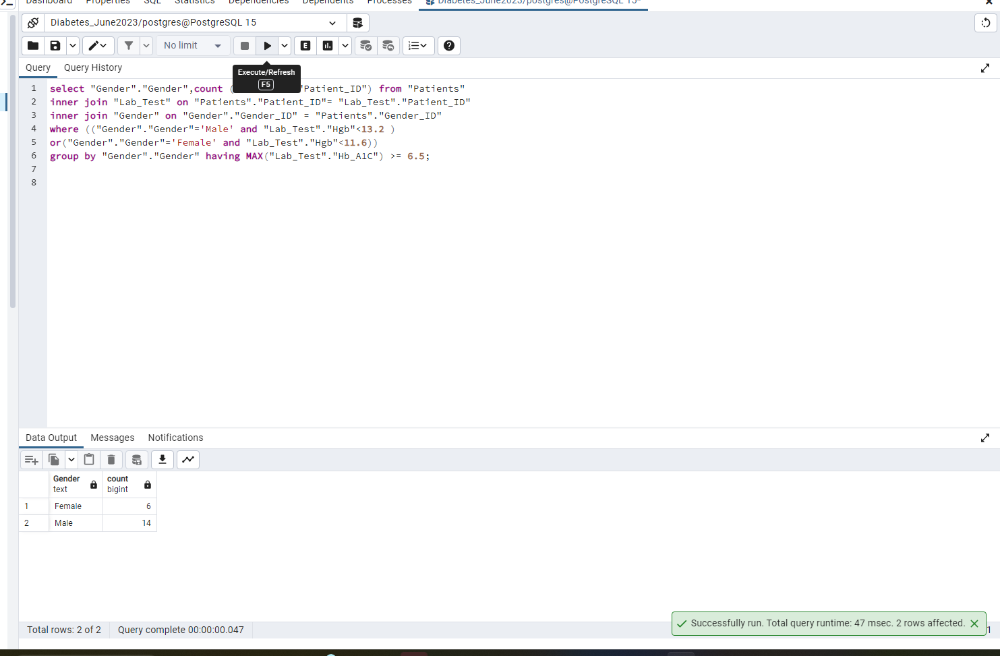 Dashboard Properties SQL Statistics Dependencies Dependents Processes Diabetes_June2023/postgres@PostgreSQL 15*
Diabetes_June2023/postgres@PostgreSQL 15
No limit
E
Query Query History
Execute/Refresh
F5
1 select "Gender"."Gender",count ( "Patient_ID") from "Patients"
2 inner join "Lab_Test" on "Patients"."Patient_ID"= "Lab_Test"."Patient_ID"
3 inner join "Gender" on "Gender"."Gender_ID" = "Patients"."Gender_ID"
4 where (("Gender"."Gender"='Male' and "Lab_Test"."Hgb"<13.2 )
5 or("Gender"."Gender"='Female' and "Lab_Test"."Hgb"<11.6))
6 group by "Gender"."Gender" having MAX("Lab_Test"."Hb_A1C") >= 6.5;
7
8
Data Output Messages Notifications
Gender count
text bigint
1 Female 6
2 Male 14
Total rows: 2 of 2 Query complete 00:00:00.047
Successfully run. Total query runtime: 47 msec. 2 rows affected.
1